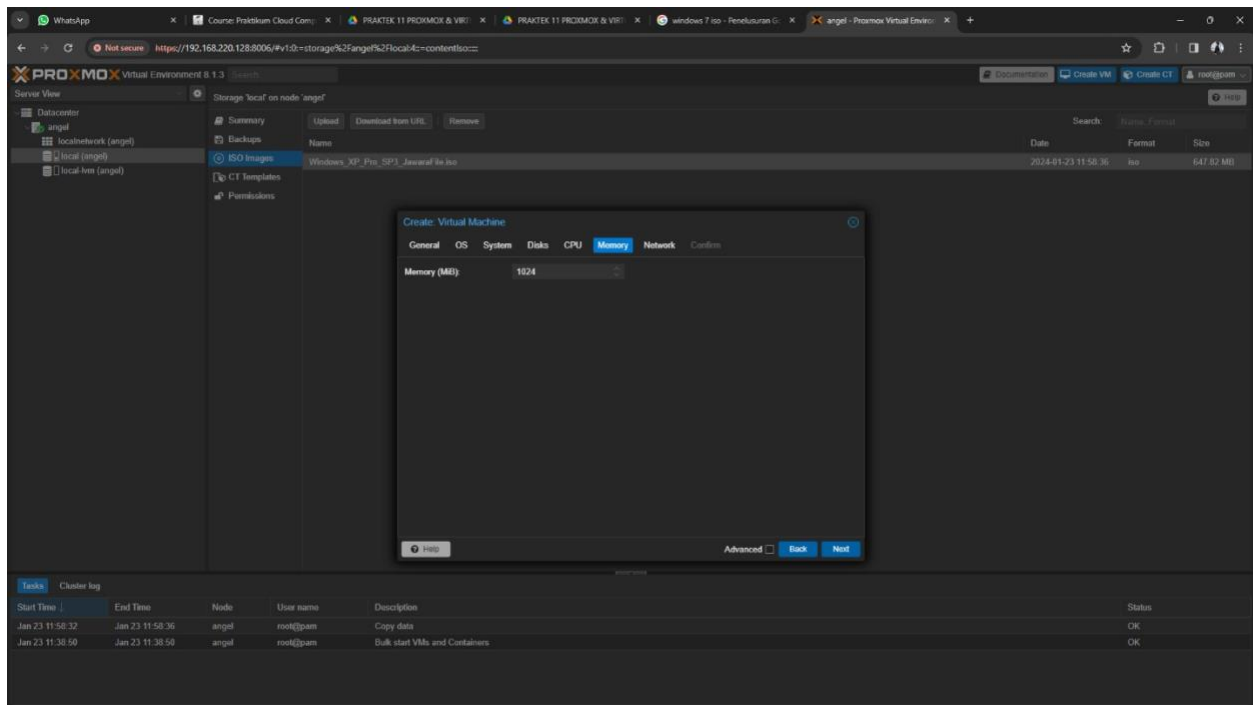 WhatsApp
Course: Praktikum Cloud Comp
PRAKTEK 11 PROXMOX & VIRT
PRAKTEK 11 PROXMOX & VIRT
windows 7 iso - Penelusuran G
angel - Proxmox Virtual Enviro
Not secure https://192.168.220.128:8006/#v1:0:=storage%2Fangel%2Flocal:4:=contentIso::::
PROXMOX Virtual Environment 8.1.3 Search
Documentation Create VM Create CT root@pam
Server View
Storage 'local' on node 'angel'
Help
Datacenter
angel
localnetwork (angel)
local (angel)
local-lvm (angel)
Summary
Backups
ISO Images
CT Templates
Permissions
Upload Download from URL Remove
Search: Name, Format
Name Date Format Size
Windows_XP_Pro_SP3_JawaraFile.iso 2024-01-23 11:58:36 iso 647.82 MB
Create: Virtual Machine
General OS System Disks CPU Memory Network Confirm
Memory (MiB): 1024
Help
Advanced Back Next
Tasks Cluster log
Start Time End Time Node User name Description Status
Jan 23 11:58:32 Jan 23 11:58:36 angel root@pam Copy data OK
Jan 23 11:38:50 Jan 23 11:38:50 angel root@pam Bulk start VMs and Containers OK